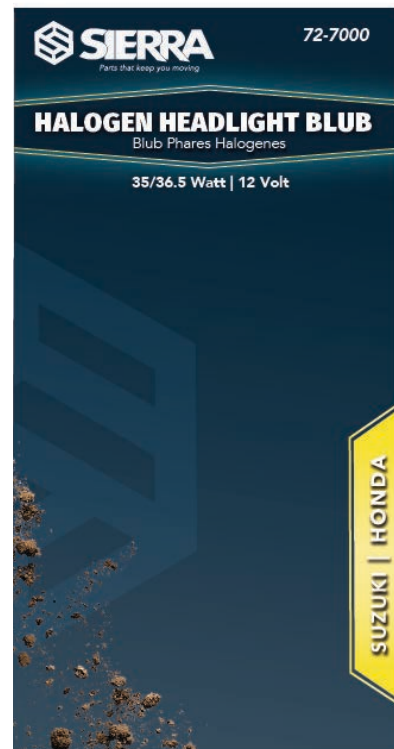 SIERRA
72-7000
Parts that keep you moving
HALOGEN HEADLIGHT BLUB
Blub Phares Halogenes
35/36.5 Watt | 12 Volt
SUZUKI | HONDA